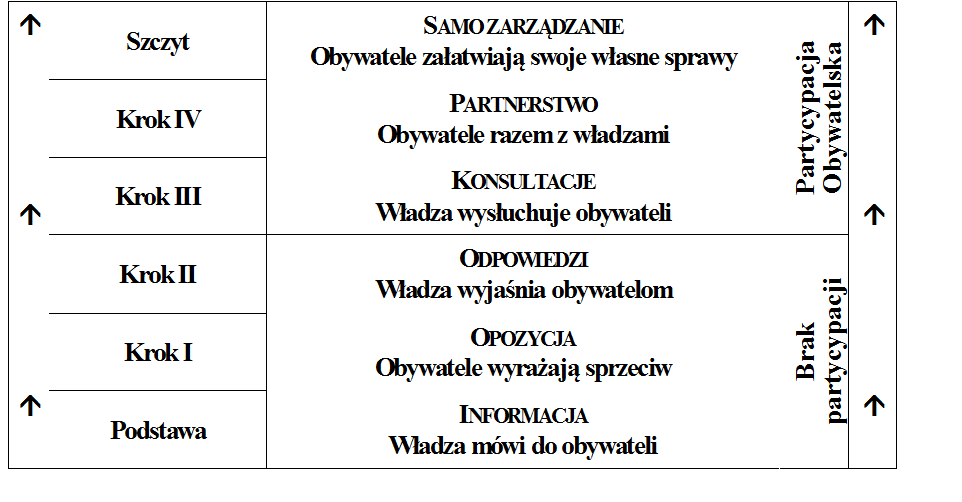 ↑ ↑
Szczyt
SAMO ZARZĄDZANIE
Obywatele załatwiają swoje własne sprawy
Krok IV
PARTNERSTWO
Obywatele razem z władzami
Krok III
KONSULTACJE
Władza wysłuchuje obywateli
Partycypacja
Obywatelska
↑ ↑
Krok II
ODPOWIEDZI
Władza wyjaśnia obywatelom
Krok I
OPOZYCJA
Obywatele wyrażają sprzeciw
Podstawa
INFORMACJA
Władza mówi do obywateli
Brak
partycypacji
↑ ↑